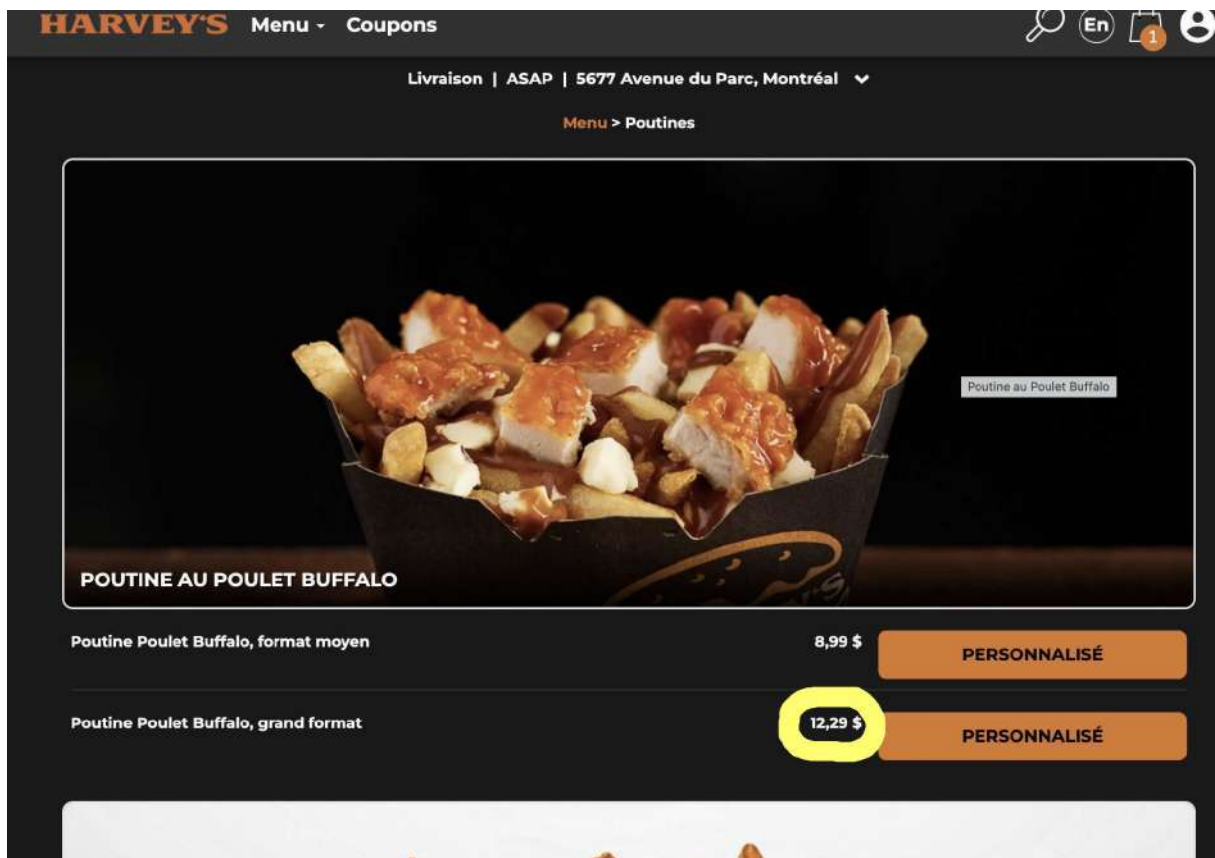 HARVEY'S Menu Coupons En 1
Livraison | ASAP | 5677 Avenue du Parc, Montréal
Menu > Poutines
Poutine au Poulet Buffalo
POUTINE AU POULET BUFFALO
Poutine Poulet Buffalo, format moyen 8,99 $ PERSONNALISÉ
Poutine Poulet Buffalo, grand format 12,29 $ PERSONNALISÉ